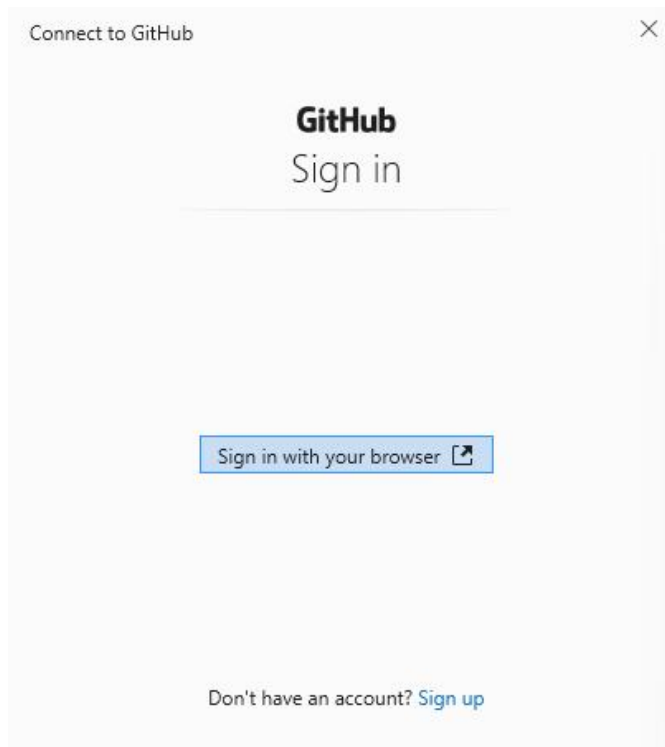 Connect to GitHub
GitHub
Sign in
Sign in with your browser
Don't have an account? Sign up